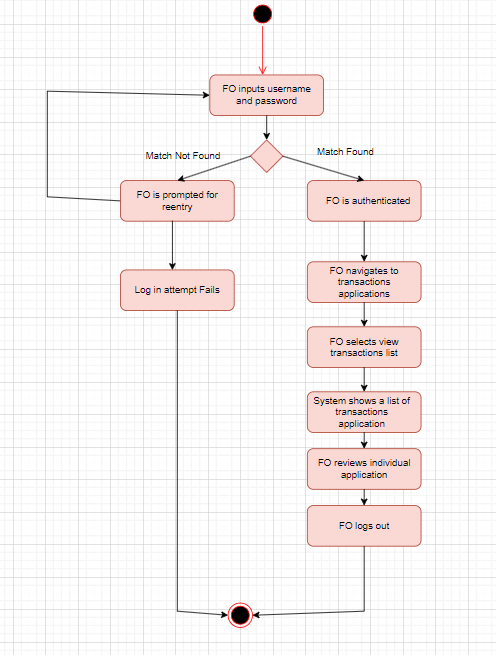 FO inputs username
and password
Match Not Found
Match Found
FO is prompted for
reentry
FO is authenticated
Log in attempt Fails
FO navigates to
transactions
applications
FO selects view
transactions list
System shows a list of
transactions
application
FO reviews individual
application
FO logs out